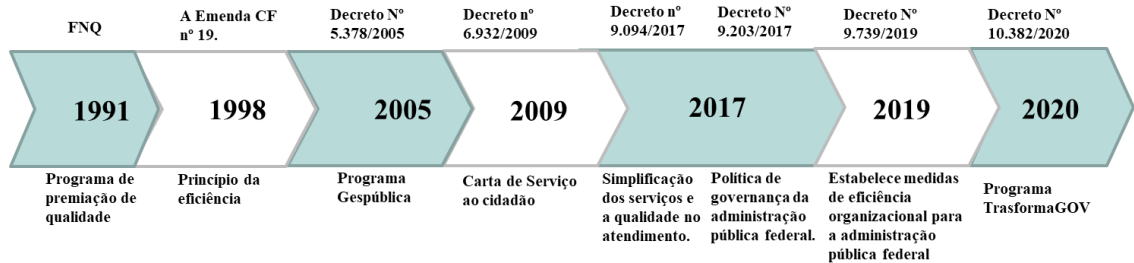 FNQ
A Emenda CF
nº 19.
Decreto Nº
5.378/2005
Decreto nº
6.932/2009
Decreto nº
9.094/2017
Decreto Nº
9.203/2017
Decreto Nº
9.739/2019
Decreto Nº
10.382/2020
1991
1998
2005
2009
2017
2019
2020
Programa de
premiação de
qualidade
Princípio da
eficiência
Programa
Gespública
Carta de Serviço
ao cidadão
Simplificação
dos serviços e
a qualidade no
atendimento.
Política de
governança da
administração
pública federal.
Estabelece medidas
de eficiência
organizacional para
a administração
pública federal
Programa
TrasformaGOV